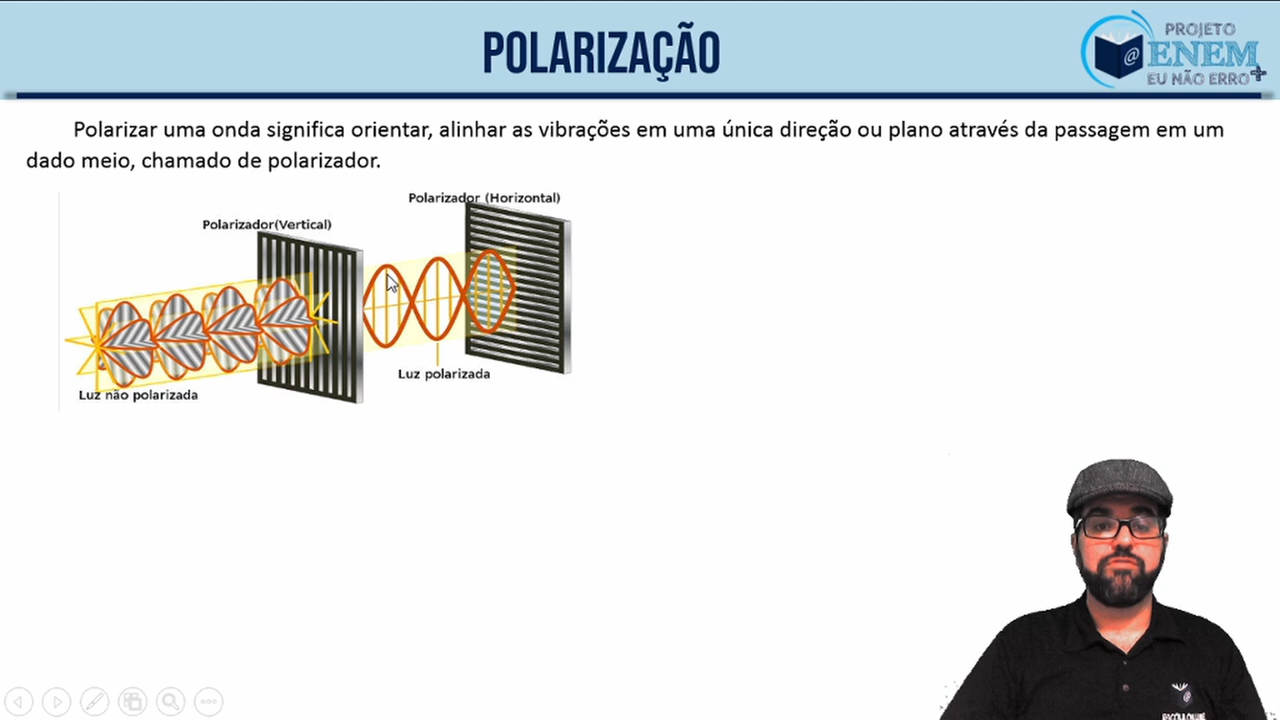 POLARIZAÇÃO
PROJETO
@ENEM+
EU NÃO ERRO
Polarizar uma onda significa orientar, alinhar as vibrações em uma única direção ou plano através da passagem em um
dado meio, chamado de polarizador.
Polarizador (Horizontal)
Polarizador(Vertical)
Luz polarizada
Luz não polarizada